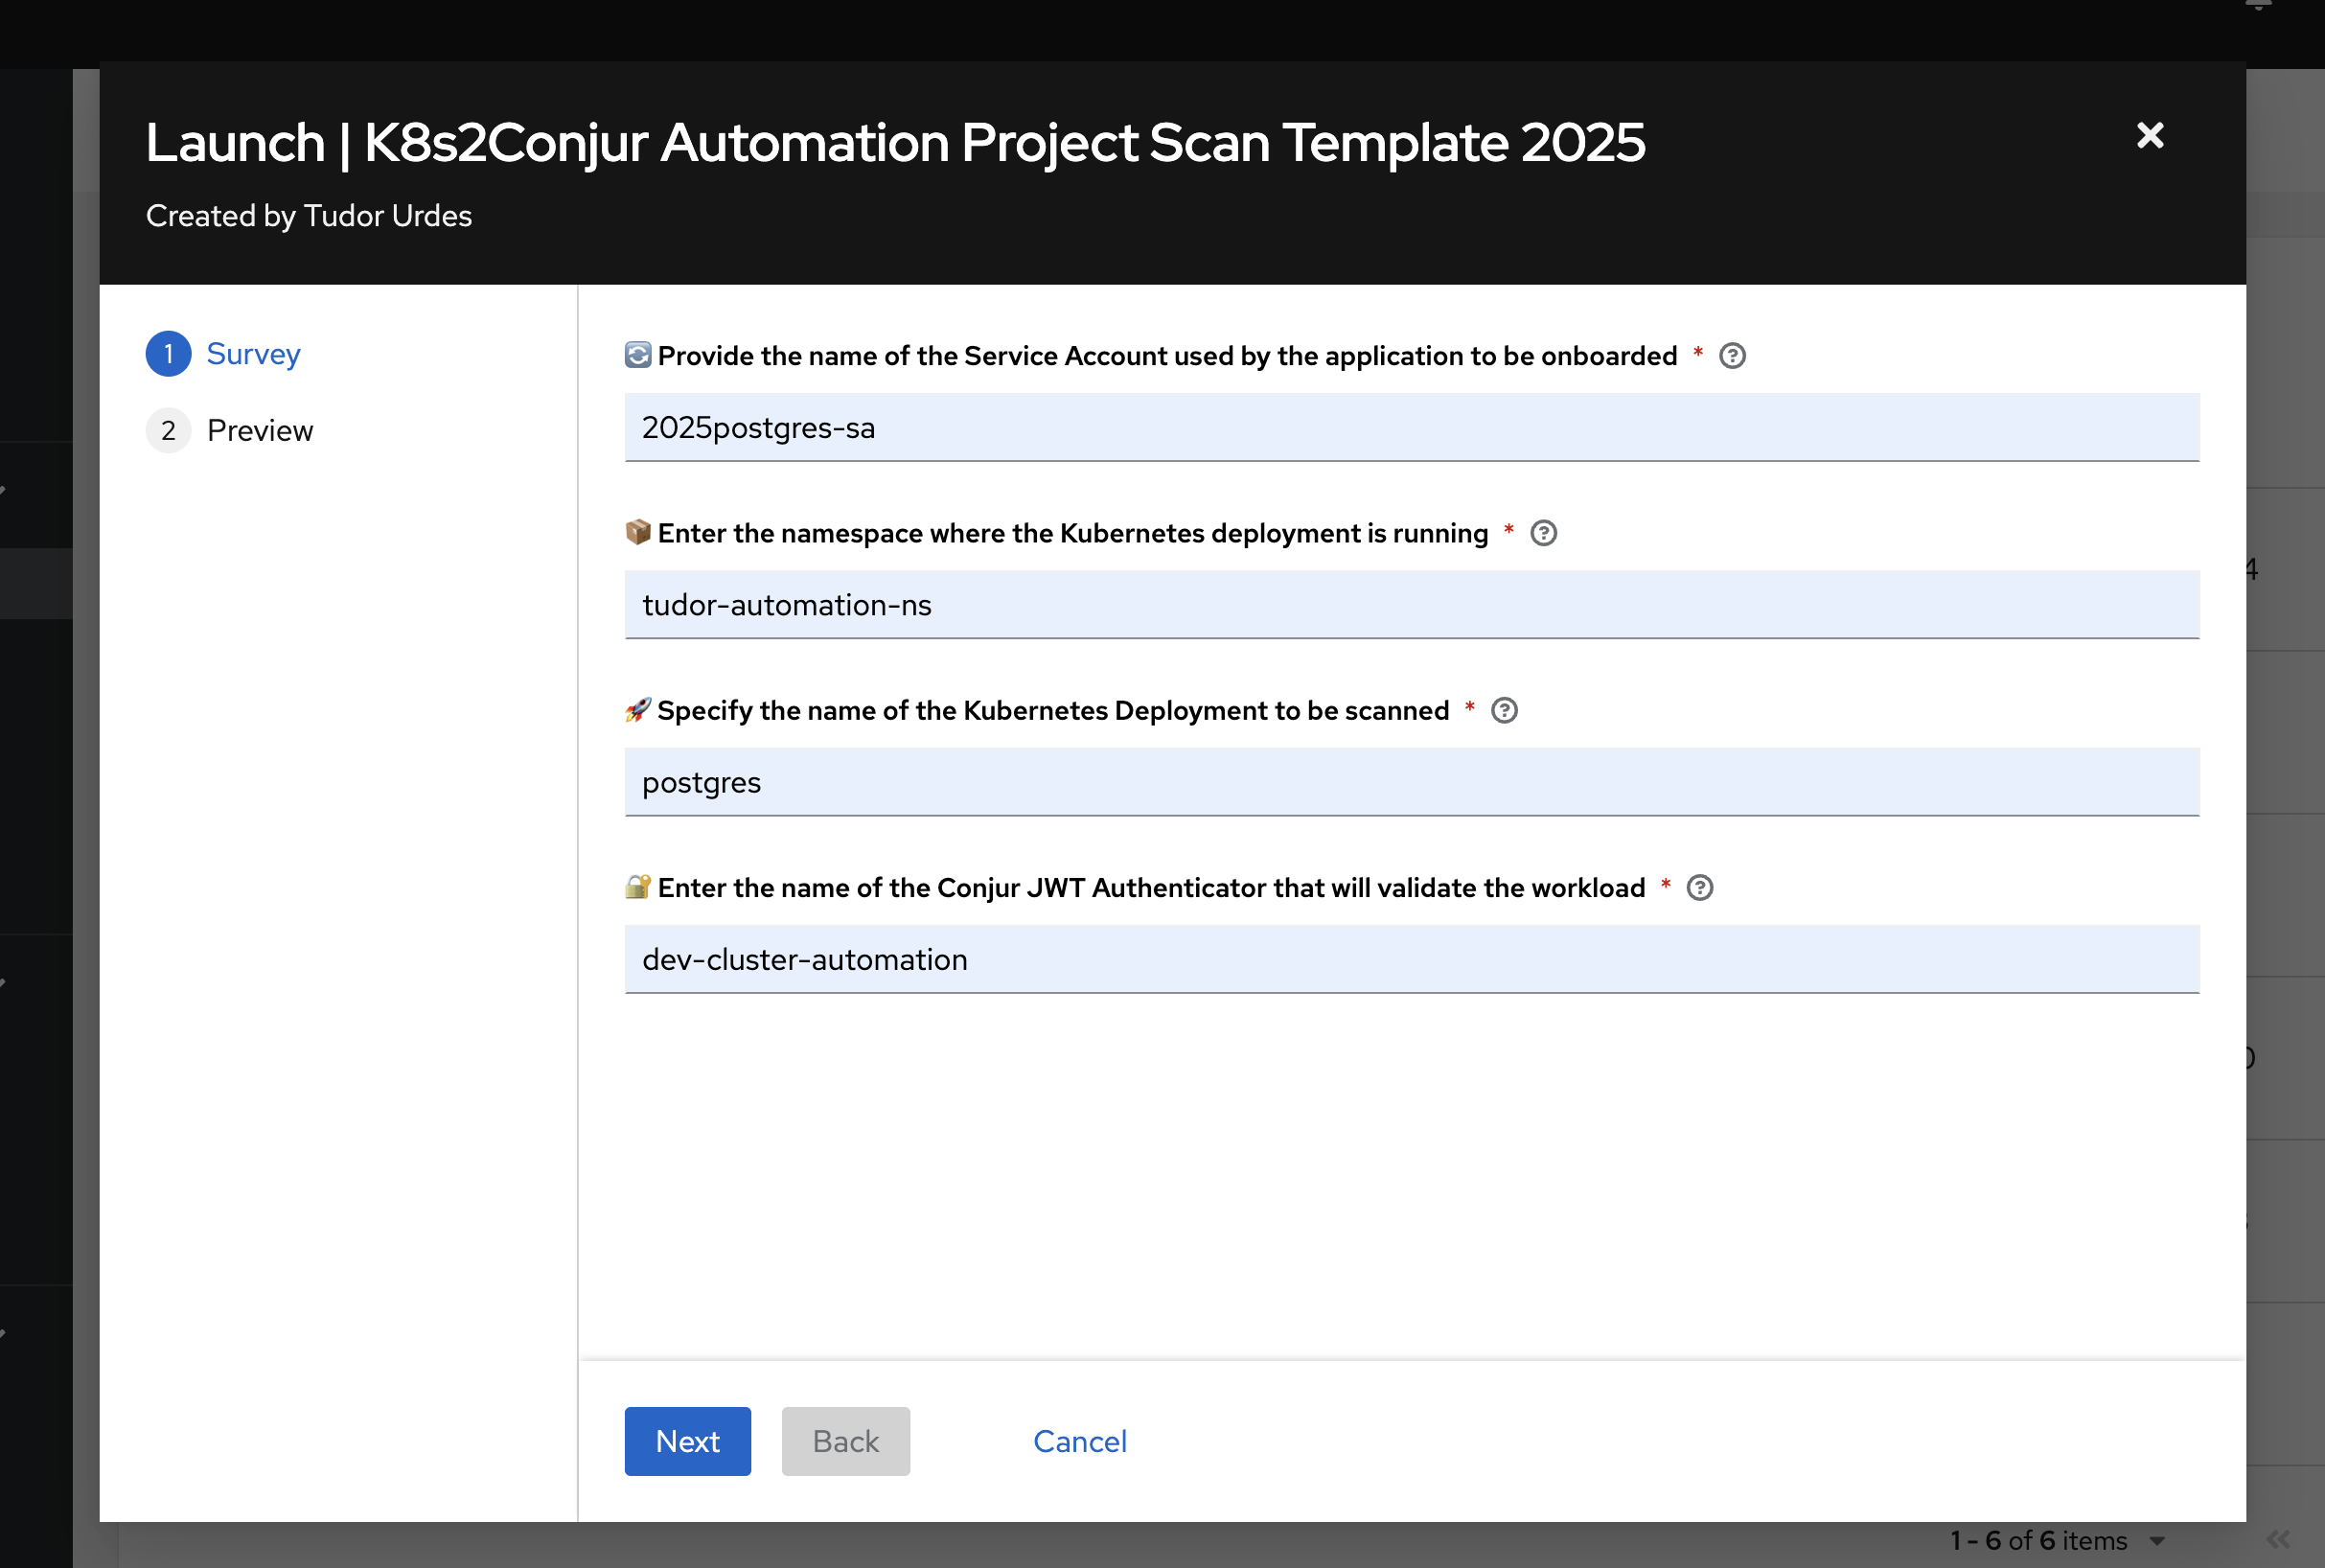 Launch | K8s2Conjur Automation Project Scan Template 2025
Created by Tudor Urdes
1 Survey
2 Preview
Provide the name of the Service Account used by the application to be onboarded *
2025postgres-sa
Enter the namespace where the Kubernetes deployment is running *
tudor-automation-ns
Specify the name of the Kubernetes Deployment to be scanned *
postgres
Enter the name of the Conjur JWT Authenticator that will validate the workload *
dev-cluster-automation
Next Back Cancel
4
1 - 6 of 6 items